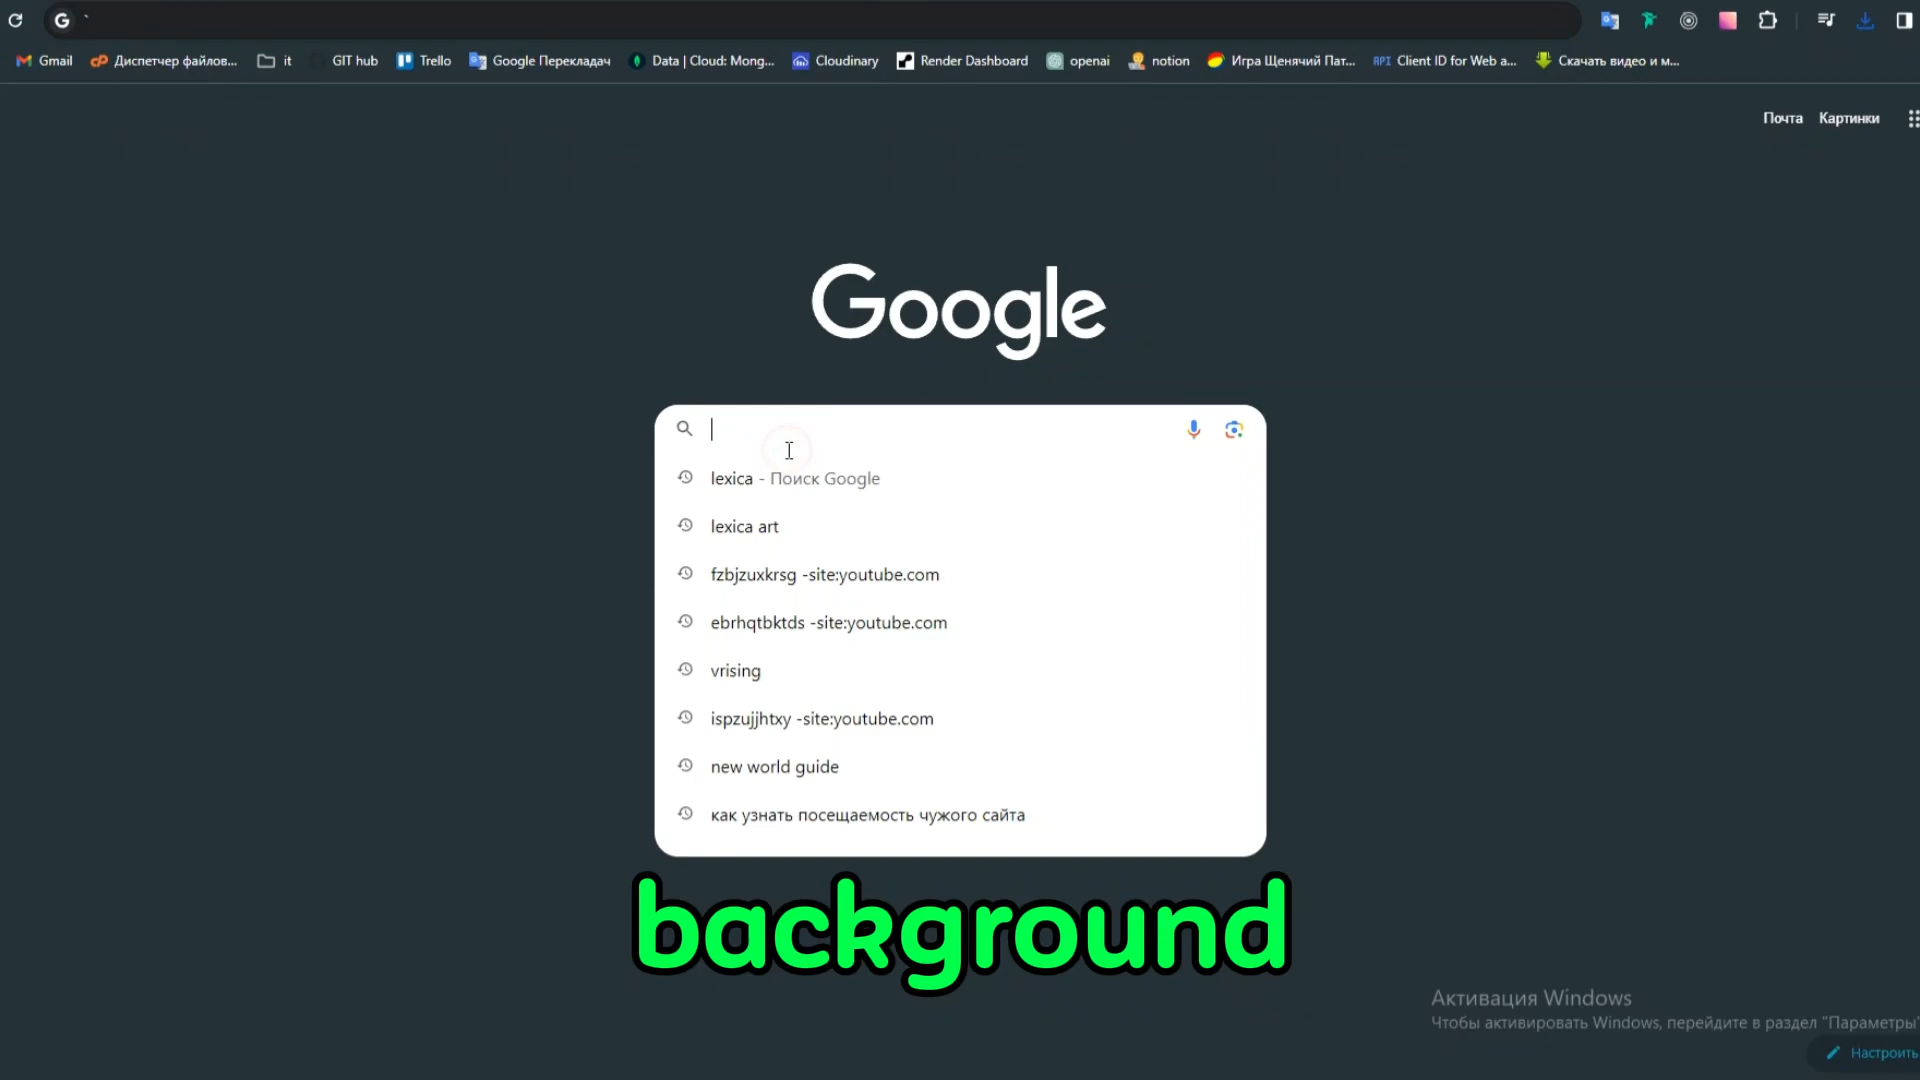 Gmail
Диспетчер файлов...
it
GIT hub
Trello
Google Перекладач
Data | Cloud: Mong...
Cloudinary
Render Dashboard
openai
notion
Игра Щенячий Пат...
API
Client ID for Web a...
Скачать видео и м...
Почта
Картинки
Google
lexica - Поиск Google
lexica art
fzbjzuxkrsg -site:youtube.com
ebrhqtbktds -site:youtube.com
vrising
ispzujjhtxy -site:youtube.com
new world guide
как узнать посещаемость чужого сайта
background
Активация Windows
Чтобы активировать Windows, перейдите в раздел "Параметры"
Настроить